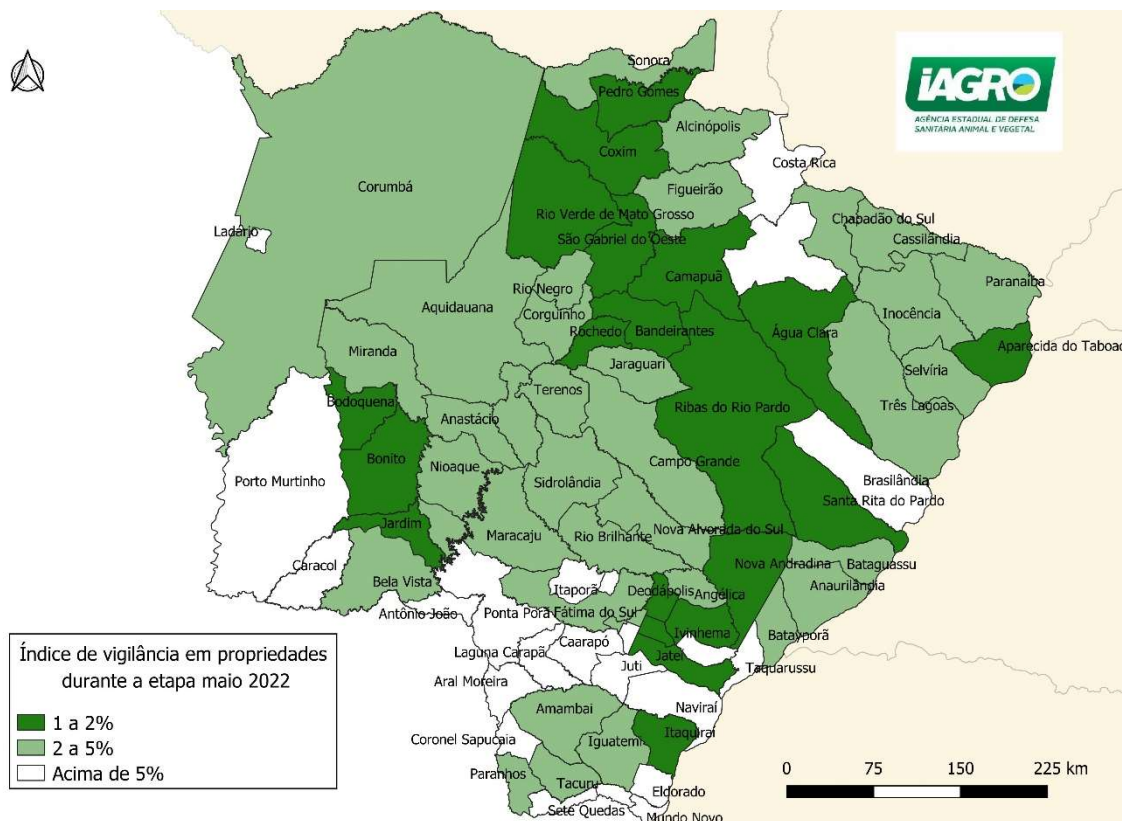 iAGRO
AGÊNCIA ESTADUAL DE DEFESA
SANITARIA ANIMAL E VEGETAL
Sonora
Pedro Gomes
Alcinópolis
Coxim
Costa Rica
Corumbá
Figueirão
Ladário
Rio Verde de Mato Grosso
Chapadão do Sul
São Gabriel do Oeste
Cassilândia
Camapuã
Paranaíba
Rio Negro
Aquidauana
Corguinho
Inocência
Rochedo
Bandeirantes
Água Clara
Aparecida do Taboad
Miranda
Jaraguari
Selvíria
Terenos
Bodoquena
Ribas do Rio Pardo
Três Lagoas
Anastácio
Bonito
Nioaque
Campo Grande
Porto Murtinho
Sidrolândia
Brasilândia
Santa Rita do Pardo
Jardim
Nova Alvorada do Sul
Maracaju
Rio Brilhante
Caracol
Nova Andradina
Bataguassu
Bela Vista
Itaporã
Deodápolis
Angélica
Anaurilândia
Antônio João
Ponta Porã
Fátima do Sul
Ivinhema
Batayporã
Caarapó
Laguna Carapã
Jateí
Juti
Taquarussu
Aral Moreira
Naviraí
Amambai
Itaquiraí
Coronel Sapucaia
Iguatemi
Paranhos
Tacuru
Eldorado
Sete Quedas
Mundo Novo
Índice de vigilância em propriedades
durante a etapa maio 2022
1 a 2%
2 a 5%
Acima de 5%
0 75 150 225 km